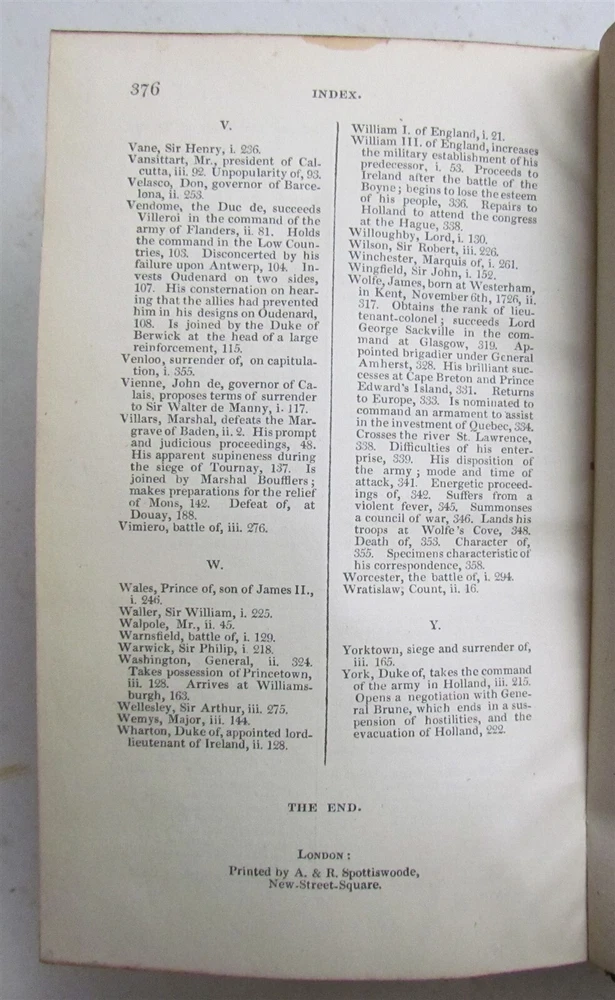 376
INDEX.
V.
Vane, Sir Henry, i. 236.
Vansittart, Mr., president of Cal-
cutta, iii. 92. Unpopularity of, 93.
Velasco, Don, governor of Barce-
lona, ii. 253.
Vendome, the Duc de, succeeds
Villeroi in the command of the
army of Flanders, ii. 81. Holds
the command in the Low Coun-
tries, 103. Disconcerted by his
failure upon Antwerp, 104. In-
vests Oudenard on two sides,
107. His consternation on hear-
ing that the allies had prevented
him in his designs on Oudenard,
108. Is joined by the Duke of
Berwick at the head of a large
reinforcement, 115.
Venloo, surrender of, on capitula-
tion, i. 355.
Vienne, John de, governor of Ca-
lais, proposes terms of surrender
to Sir Walter de Manny, i. 117.
Villars, Marshal, defeats the Mar-
grave of Baden, ii. 2. His prompt
and judicious proceedings, 48.
His apparent supineness during
the siege of Tournay, 137. Is
joined by Marshal Boufflers;
makes preparations for the relief
of Mons, 142. Defeat of, at
Douay, 188.
Vimiero, battle of, iii. 276.
W.
Wales, Prince of, son of James II.,
i. 246.
Waller, Sir William, i. 225.
Walpole, Mr., ii. 45.
Warnsfield, battle of, i. 129.
Warwick, Sir Philip, i. 218.
Washington, General, ii. 324.
Takes possession of Princetown,
iii. 128. Arrives at Williams-
burgh, 163.
Wellesley, Sir Arthur, iii. 275.
Wemys, Major, iii. 144.
Wharton, Duke of, appointed lord-
lieutenant of Ireland, ii. 128.
William I. of England, i. 21.
William III. of England, increases
the military establishment of his
predecessor, i. 53. Proceeds to
Ireland after the battle of the
Boyne; begins to lose the esteem
of his people, 336. Repairs to
Holland to attend the congress
at the Hague, 338.
Willoughby, Lord, i. 130.
Wilson, Sir Robert, iii. 226.
Winchester, Marquis of, i. 261.
Wingfield, Sir John, i. 152.
Wolfe, James, born at Westerham,
in Kent, November 6th, 1726, ii.
317. Obtains the rank of lieu-
tenant-colonel; succeeds Lord
George Sackville in the com-
mand at Glasgow, 319. Ap-
pointed brigadier under General
Amherst, 328. His brilliant suc-
cesses at Cape Breton and Prince
Edward's Island, 331. Returns
to Europe, 333. Is nominated to
command an armament to assist
in the investment of Quebec, 334.
Crosses the river St. Lawrence,
338. Difficulties of his enter-
prise, 339. His disposition of
the army; mode and time of
attack, 341. Energetic proceed-
ings of, 342. Suffers from a
violent fever, 345. Summonses
a council of war, 346. Lands his
troops at Wolfe's Cove, 348.
Death of, 353. Character of,
355. Specimens characteristic of
his correspondence, 358.
Worcester, the battle of, i. 294.
Wratislaw, Count, ii. 16.
Y.
Yorktown, siege and surrender of,
iii. 165.
York, Duke of, takes the command
of the army in Holland, iii. 215.
Opens a negotiation with Gene-
ral Brune, which ends in a sus-
pension of hostilities, and the
evacuation of Holland, 222.
THE END.
LONDON:
Printed by A. & R. Spottiswoode,
New-Street-Square.